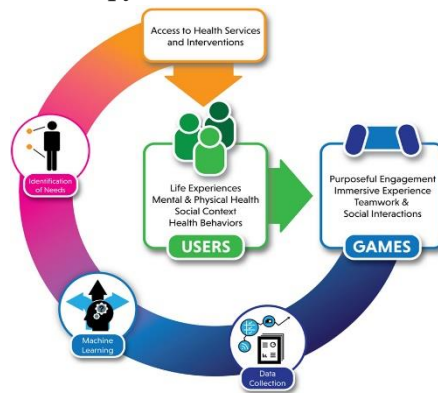 Access to Health Services
and Interventions
Identification
of Needs
Life Experiences
Mental & Physical Health
Social Context
Health Behaviors
USERS
Purposeful Engagement
Immersive Experience
Teamwork &
Social Interactions
GAMES
Machine
Learning
Data
Collection